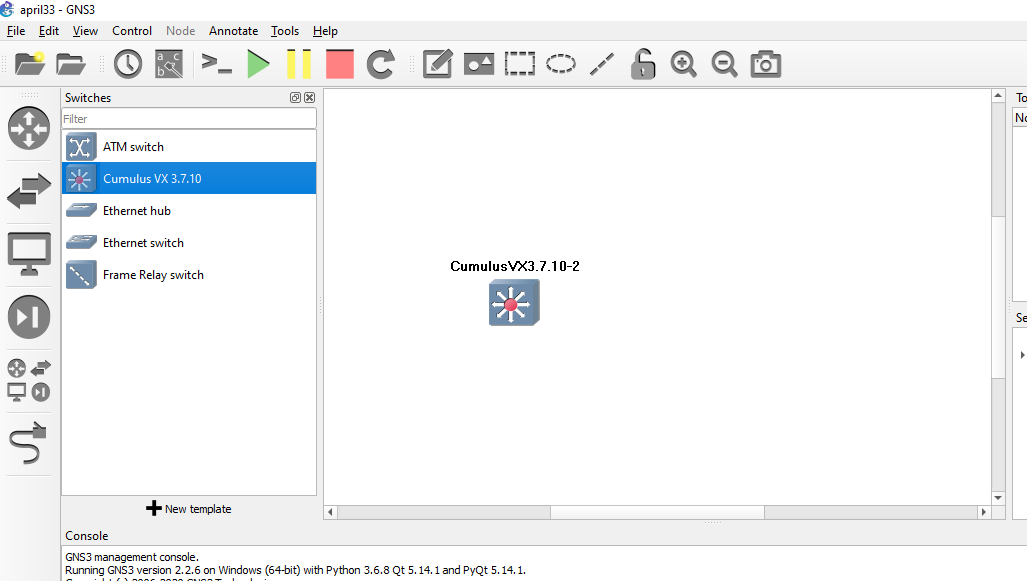 april33 - GNS3
File Edit View Control Node Annotate Tools Help
a c
b
Switches
To
Filter
No
ATM switch
Cumulus VX 3.7.10
Ethernet hub
Ethernet switch
Frame Relay switch
CumulusVX3.7.10-2
Se
New template
Console
GNS3 management console.
Running GNS3 version 2.2.6 on Windows (64-bit) with Python 3.6.8 Qt 5.14.1 and PyQt 5.14.1.